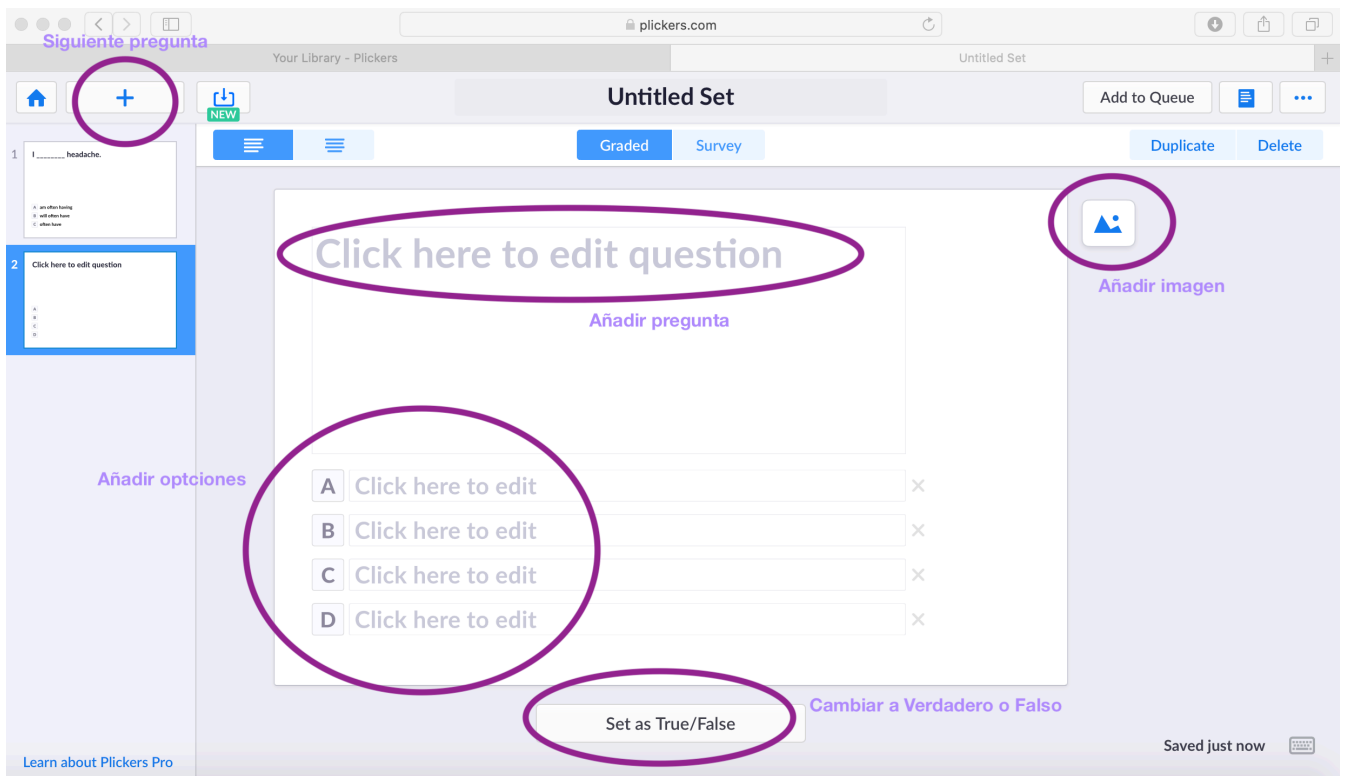 plickers.com
Siguiente pregunta
Your Library - Plickers
Untitled Set
NEW
Untitled Set
Add to Queue
Graded
Survey
Duplicate
Delete
1
I ________ headache.
A am often having
B will often have
C often have
2
Click here to edit question
A
B
C
D
Click here to edit question
Añadir pregunta
Añadir imagen
Añadir optciones
A Click here to edit
B Click here to edit
C Click here to edit
D Click here to edit
Set as True/False
Cambiar a Verdadero o Falso
Saved just now
Learn about Plickers Pro